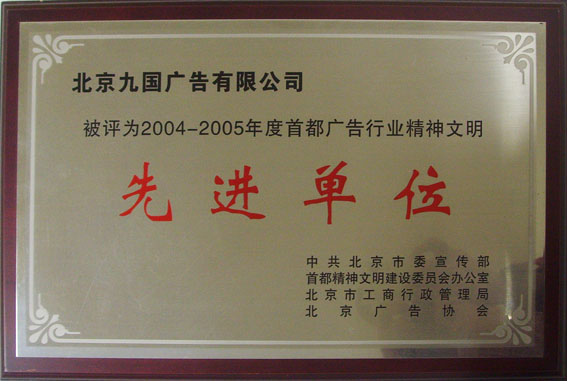 北京九国广告有限公司
被评为2004-2005年度首都广告行业精神文明
先进单位
中共北京市委宣传部
首都精神文明建设委员会办公室
北京市工商行政管理局
北京广告协会